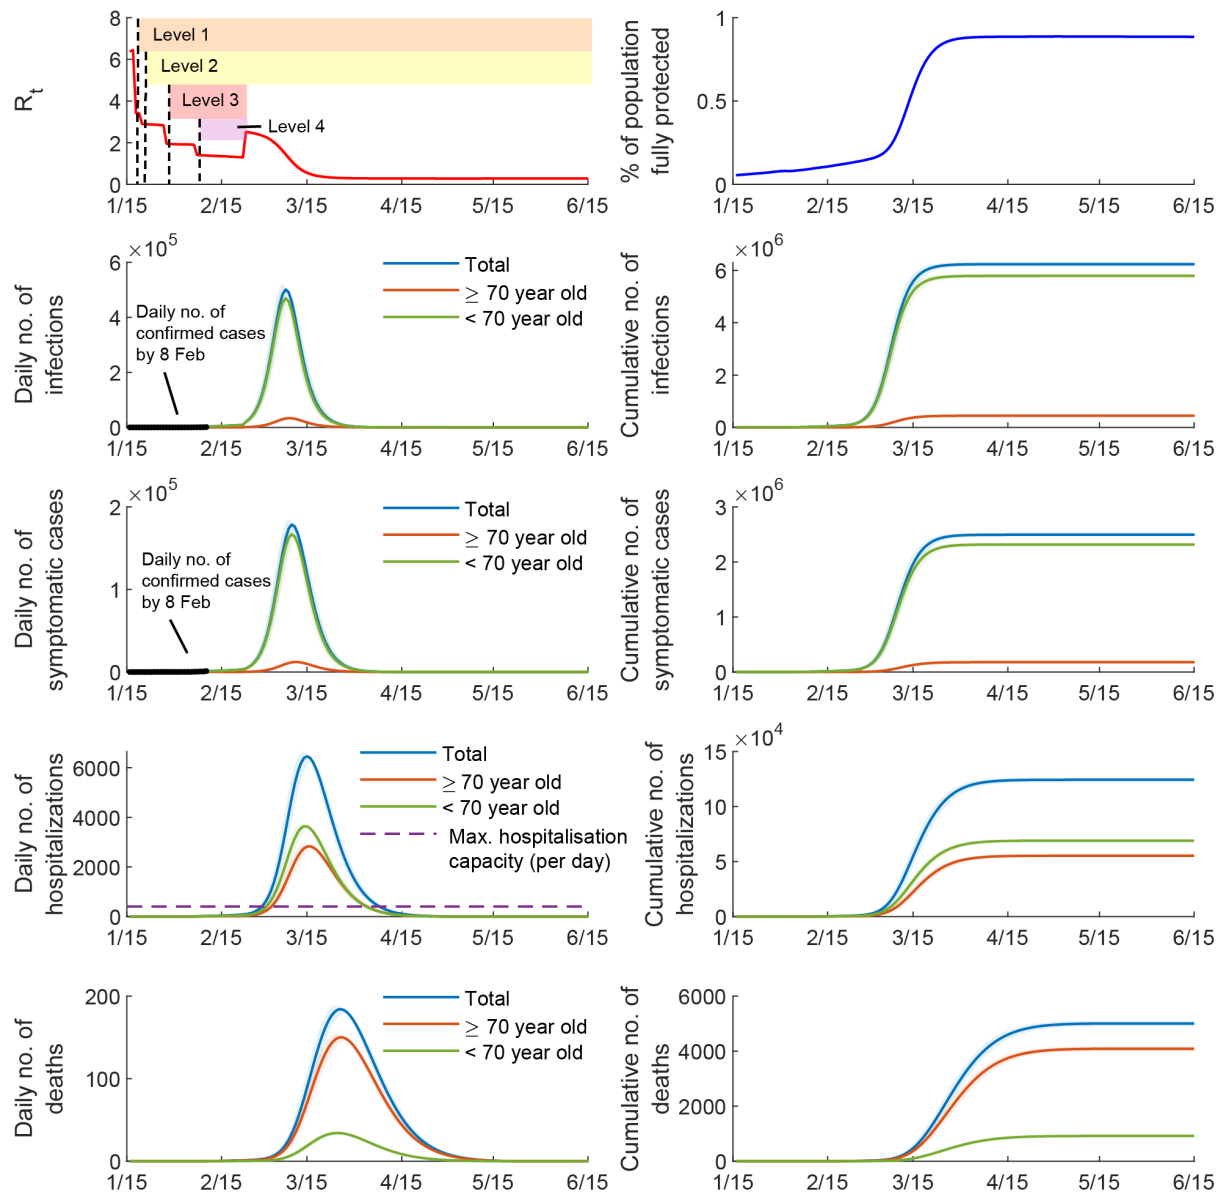 8
6
4
2
0
R_t
Level 1
Level 2
Level 3
Level 4
1/15
2/15
3/15
4/15
5/15
6/15
1
0.5
0
% of population
fully protected
1/15
2/15
3/15
4/15
5/15
6/15
×10^5
6
4
2
0
Daily no. of
infections
Total
≥ 70 year old
< 70 year old
Daily no. of
confirmed cases
by 8 Feb
1/15
2/15
3/15
4/15
5/15
6/15
×10^6
6
4
2
0
Cumulative no. of
infections
1/15
2/15
3/15
4/15
5/15
6/15
×10^5
2
1
0
Daily no. of
symptomatic cases
Total
≥ 70 year old
< 70 year old
Daily no. of
confirmed cases
by 8 Feb
1/15
2/15
3/15
4/15
5/15
6/15
×10^6
3
2
1
0
Cumulative no. of
symptomatic cases
1/15
2/15
3/15
4/15
5/15
6/15
6000
4000
2000
0
Daily no. of
hospitalizations
Total
≥ 70 year old
< 70 year old
Max. hospitalisation
capacity (per day)
1/15
2/15
3/15
4/15
5/15
6/15
×10^4
15
10
5
0
Cumulative no. of
hospitalizations
1/15
2/15
3/15
4/15
5/15
6/15
200
100
0
Daily no. of
deaths
Total
≥ 70 year old
< 70 year old
1/15
2/15
3/15
4/15
5/15
6/15
6000
4000
2000
0
Cumulative no. of
deaths
1/15
2/15
3/15
4/15
5/15
6/15